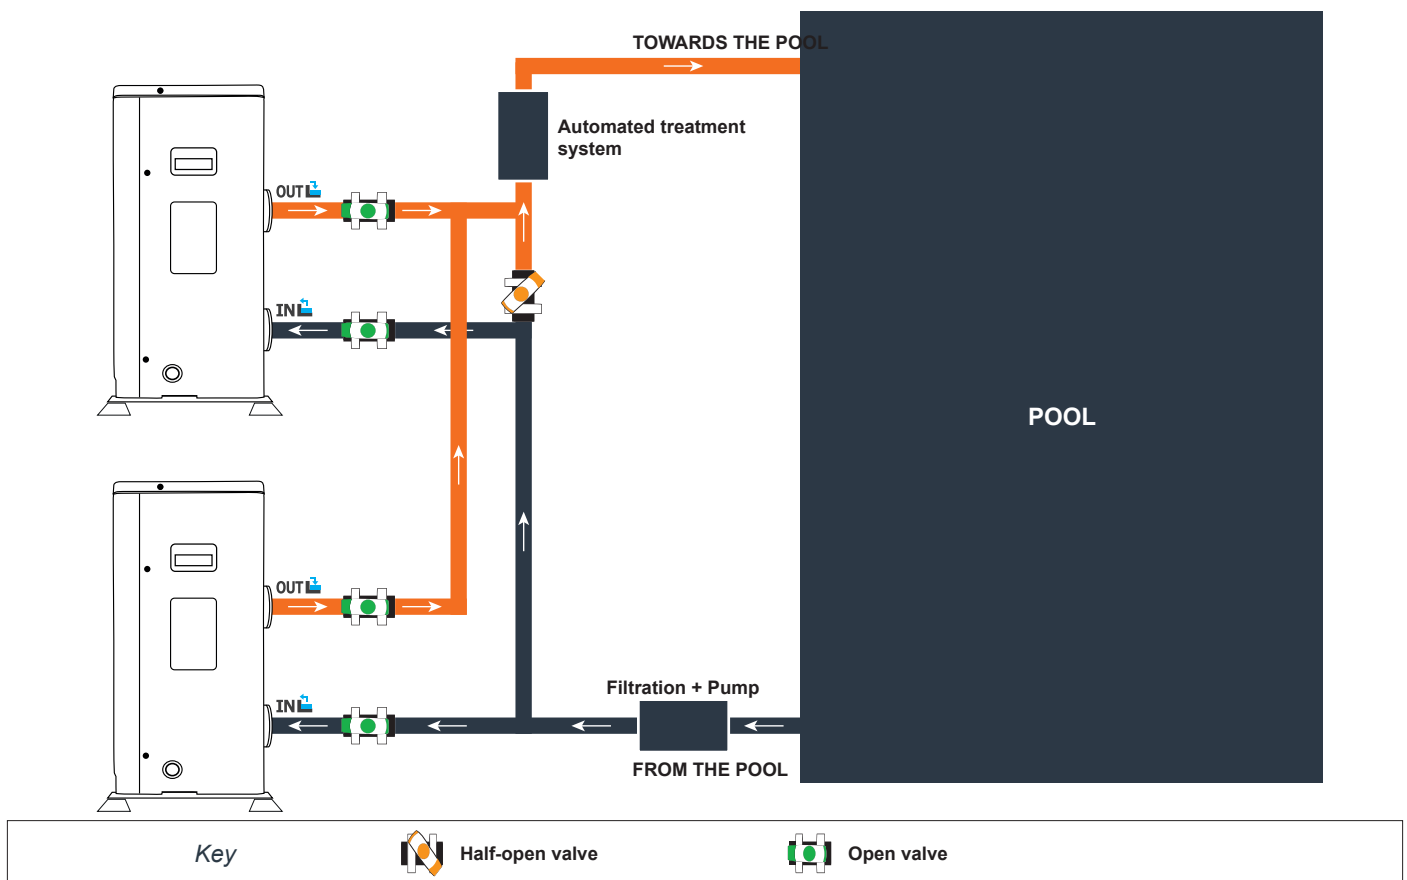 TOWARDS THE POOL
Automated treatment
system
OUT
IN
POOL
OUT
Filtration + Pump
IN
FROM THE POOL
Key
Half-open valve
Open valve